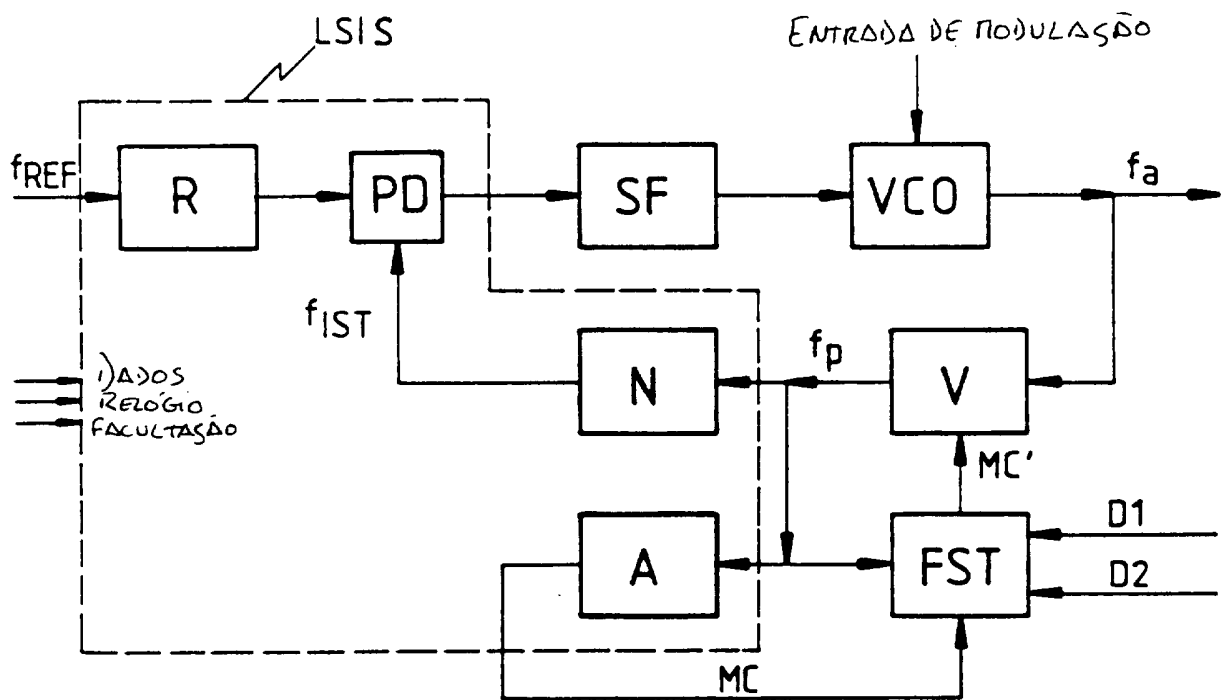 LSIS
ENTRADA DE MODULAÇÃO
fREF
R
PD
SF
VCO
fa
fIST
N
fp
V
DADOS
RELÓGIO
FACULTAÇÃO
MC'
A
FST
D1
D2
MC